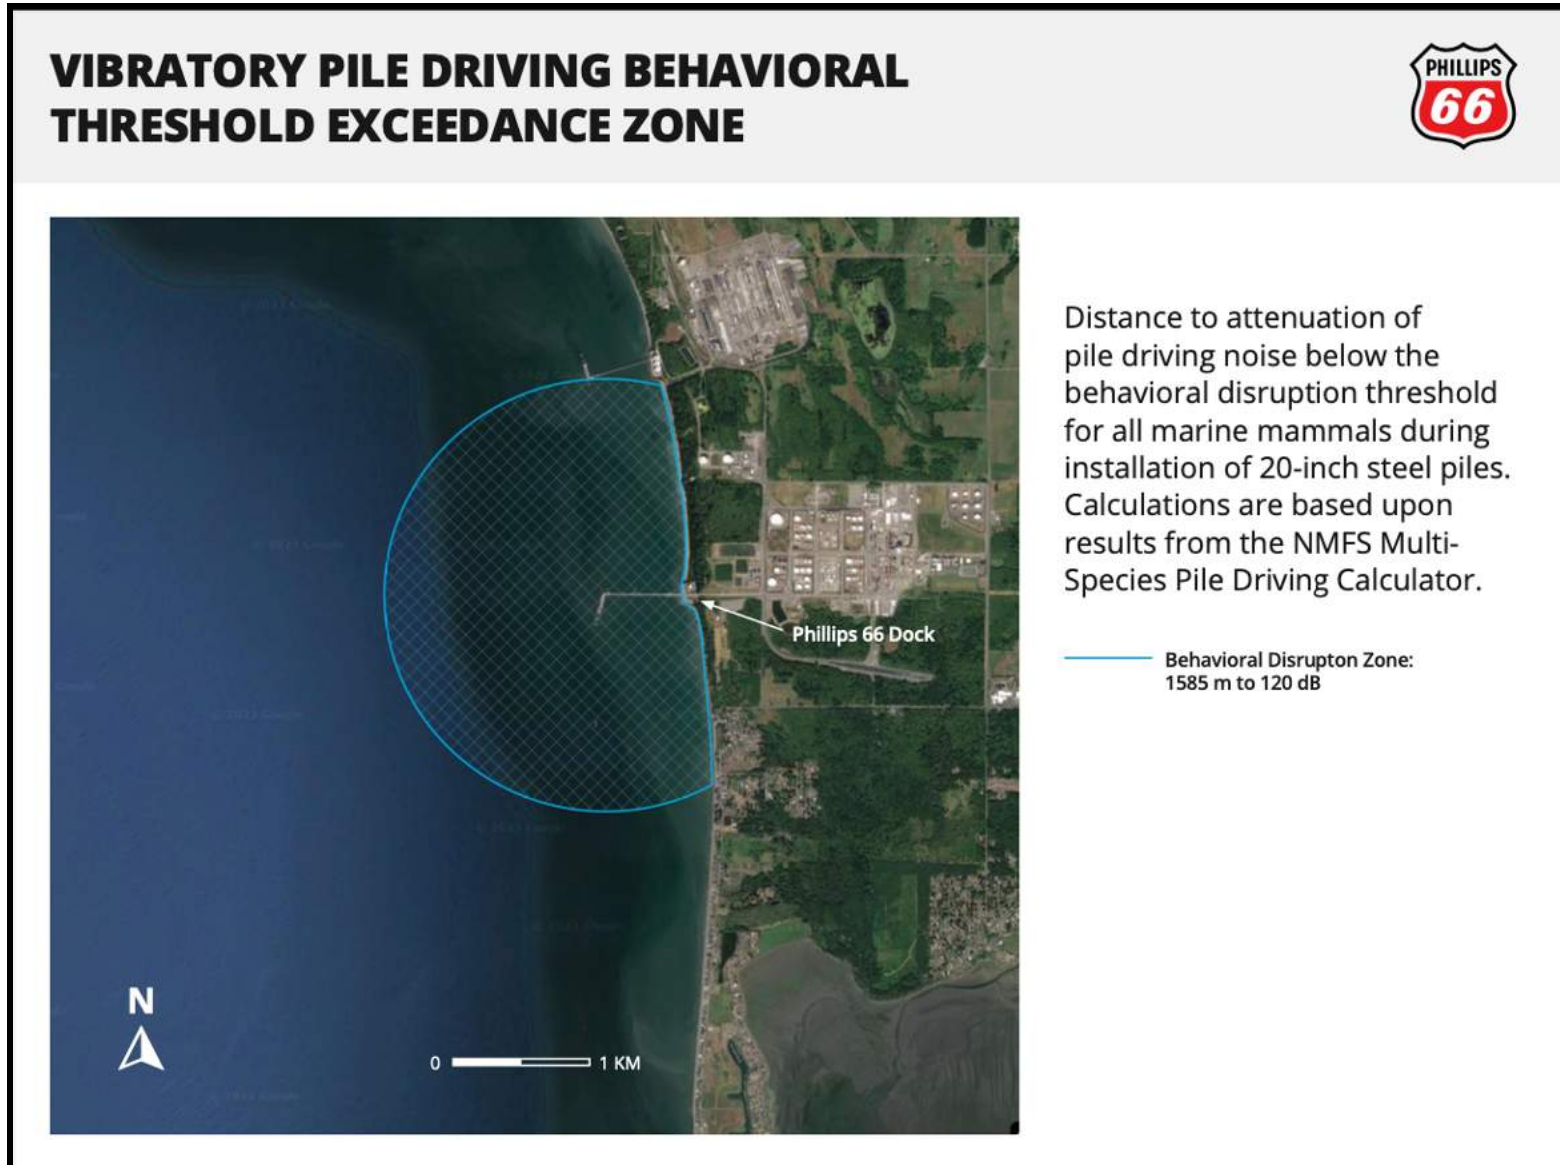 VIBRATORY PILE DRIVING BEHAVIORAL
THRESHOLD EXCEEDANCE ZONE
PHILLIPS
66
Distance to attenuation of
pile driving noise below the
behavioral disruption threshold
for all marine mammals during
installation of 20-inch steel piles.
Calculations are based upon
results from the NMFS Multi-
Species Pile Driving Calculator.
Phillips 66 Dock
Behavioral Disrupton Zone:
1585 m to 120 dB
N
0 1 KM